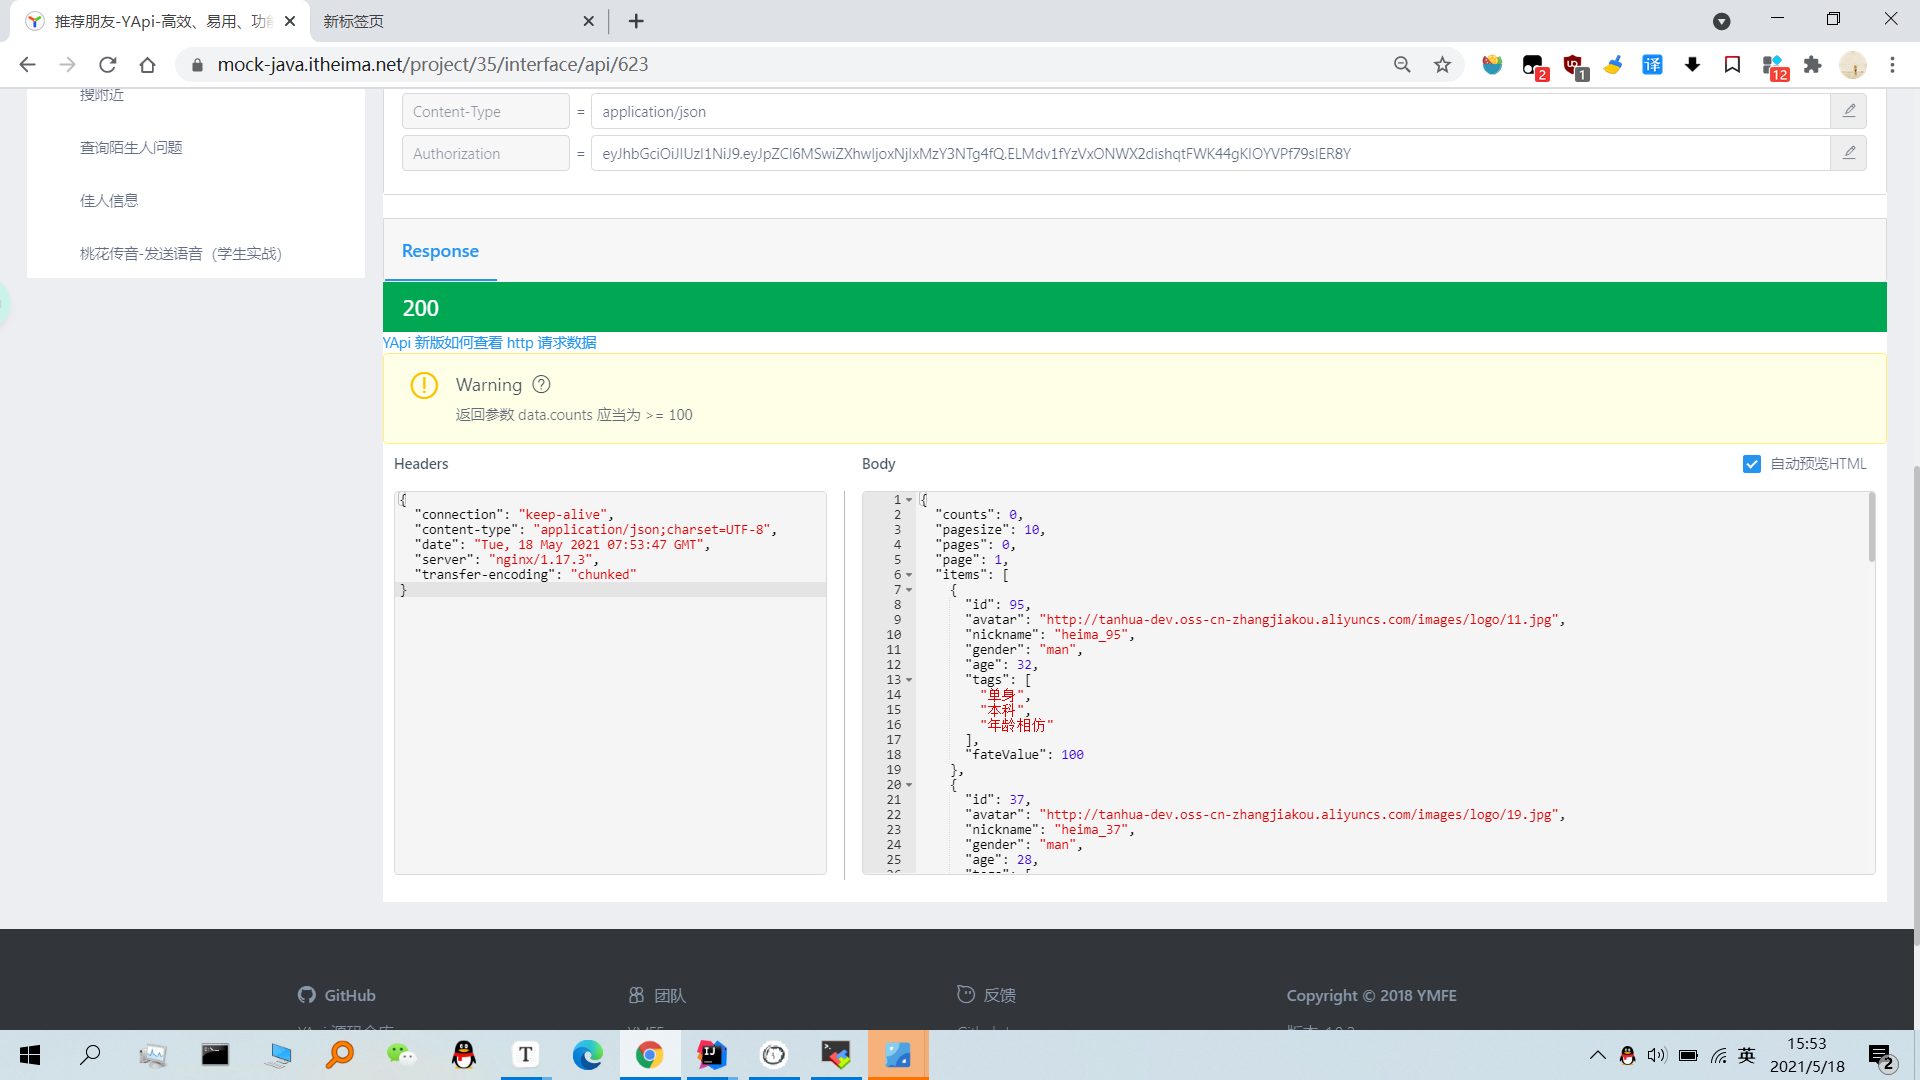 推荐朋友-YApi-高效、易用、功能
新标签页
mock-java.itheima.net/project/35/interface/api/623
2
1
译
12
搜附近
查询陌生人问题
佳人信息
桃花传音-发送语音（学生实战）
Content-Type = application/json
Authorization = eyJhbGciOiJIUzI1NiJ9.eyJpZCI6MSwiZXhwIjoxNjIxMzY3NTg4fQ.ELMdv1fYzVxONWX2dishqtFWK44gKlOYVPf79slER8Y
Response
200
YApi 新版如何查看 http 请求数据
Warning
返回参数 data.counts 应当为 >= 100
Headers
{
"connection": "keep-alive",
"content-type": "application/json;charset=UTF-8",
"date": "Tue, 18 May 2021 07:53:47 GMT",
"server": "nginx/1.17.3",
"transfer-encoding": "chunked"
}
Body
自动预览HTML
1 {
2 "counts": 0,
3 "pagesize": 10,
4 "pages": 0,
5 "page": 1,
6 "items": [
7 {
8 "id": 95,
9 "avatar": "http://tanhua-dev.oss-cn-zhangjiakou.aliyuncs.com/images/logo/11.jpg",
10 "nickname": "heima_95",
11 "gender": "man",
12 "age": 32,
13 "tags": [
14 "单身",
15 "本科",
16 "年龄相仿"
17 ],
18 "fateValue": 100
19 },
20 {
21 "id": 37,
22 "avatar": "http://tanhua-dev.oss-cn-zhangjiakou.aliyuncs.com/images/logo/19.jpg",
23 "nickname": "heima_37",
24 "gender": "man",
25 "age": 28,
26 "tags": [
GitHub
团队
反馈
Copyright © 2018 YMFE
T
IJ
英
15:53
2021/5/18
2